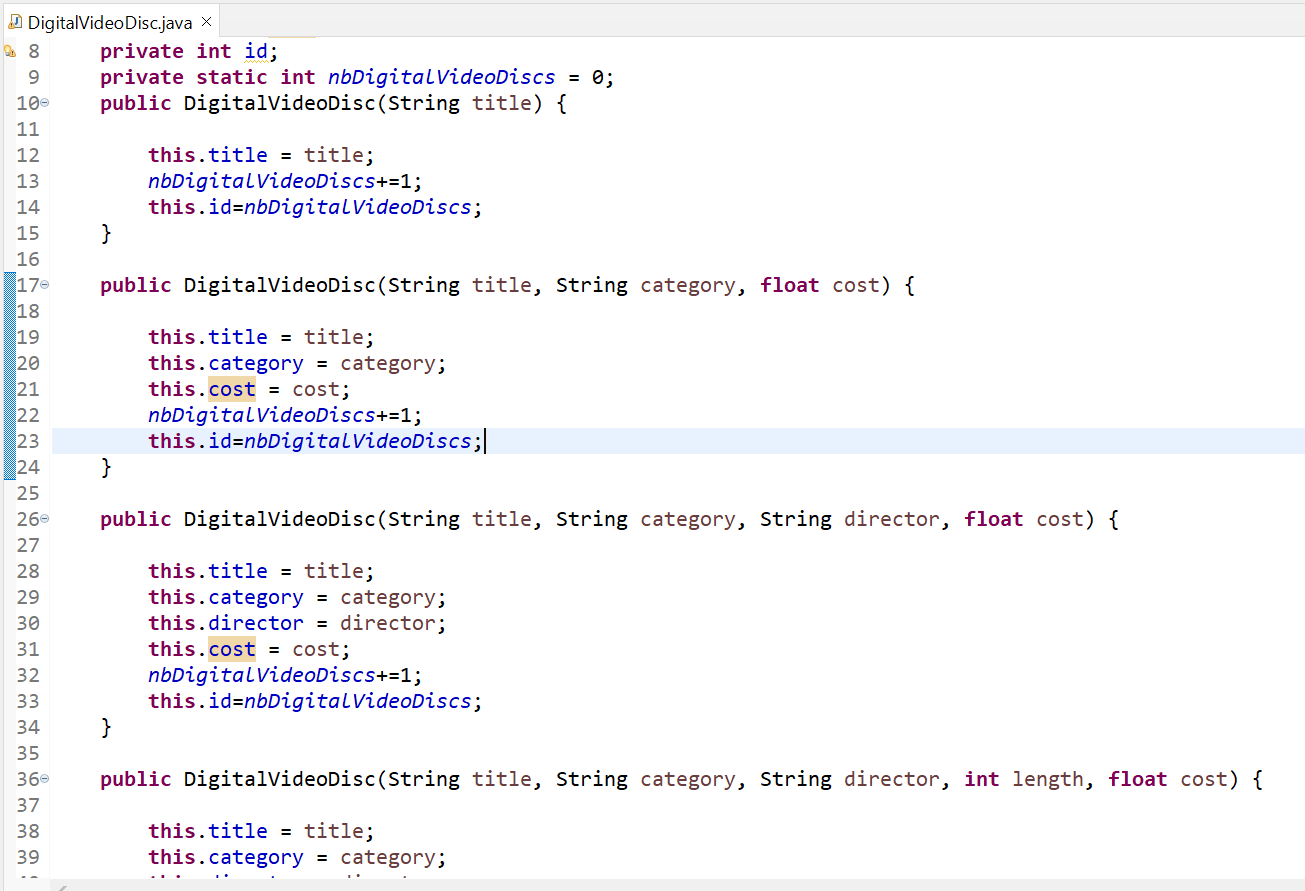 DigitalVideoDisc.java
8 private int id;
9 private static int nbDigitalVideoDiscs = 0;
10 public DigitalVideoDisc(String title) {
11
12 this.title = title;
13 nbDigitalVideoDiscs+=1;
14 this.id=nbDigitalVideoDiscs;
15 }
16
17 public DigitalVideoDisc(String title, String category, float cost) {
18
19 this.title = title;
20 this.category = category;
21 this.cost = cost;
22 nbDigitalVideoDiscs+=1;
23 this.id=nbDigitalVideoDiscs;
24 }
25
26 public DigitalVideoDisc(String title, String category, String director, float cost) {
27
28 this.title = title;
29 this.category = category;
30 this.director = director;
31 this.cost = cost;
32 nbDigitalVideoDiscs+=1;
33 this.id=nbDigitalVideoDiscs;
34 }
35
36 public DigitalVideoDisc(String title, String category, String director, int length, float cost) {
37
38 this.title = title;
39 this.category = category;